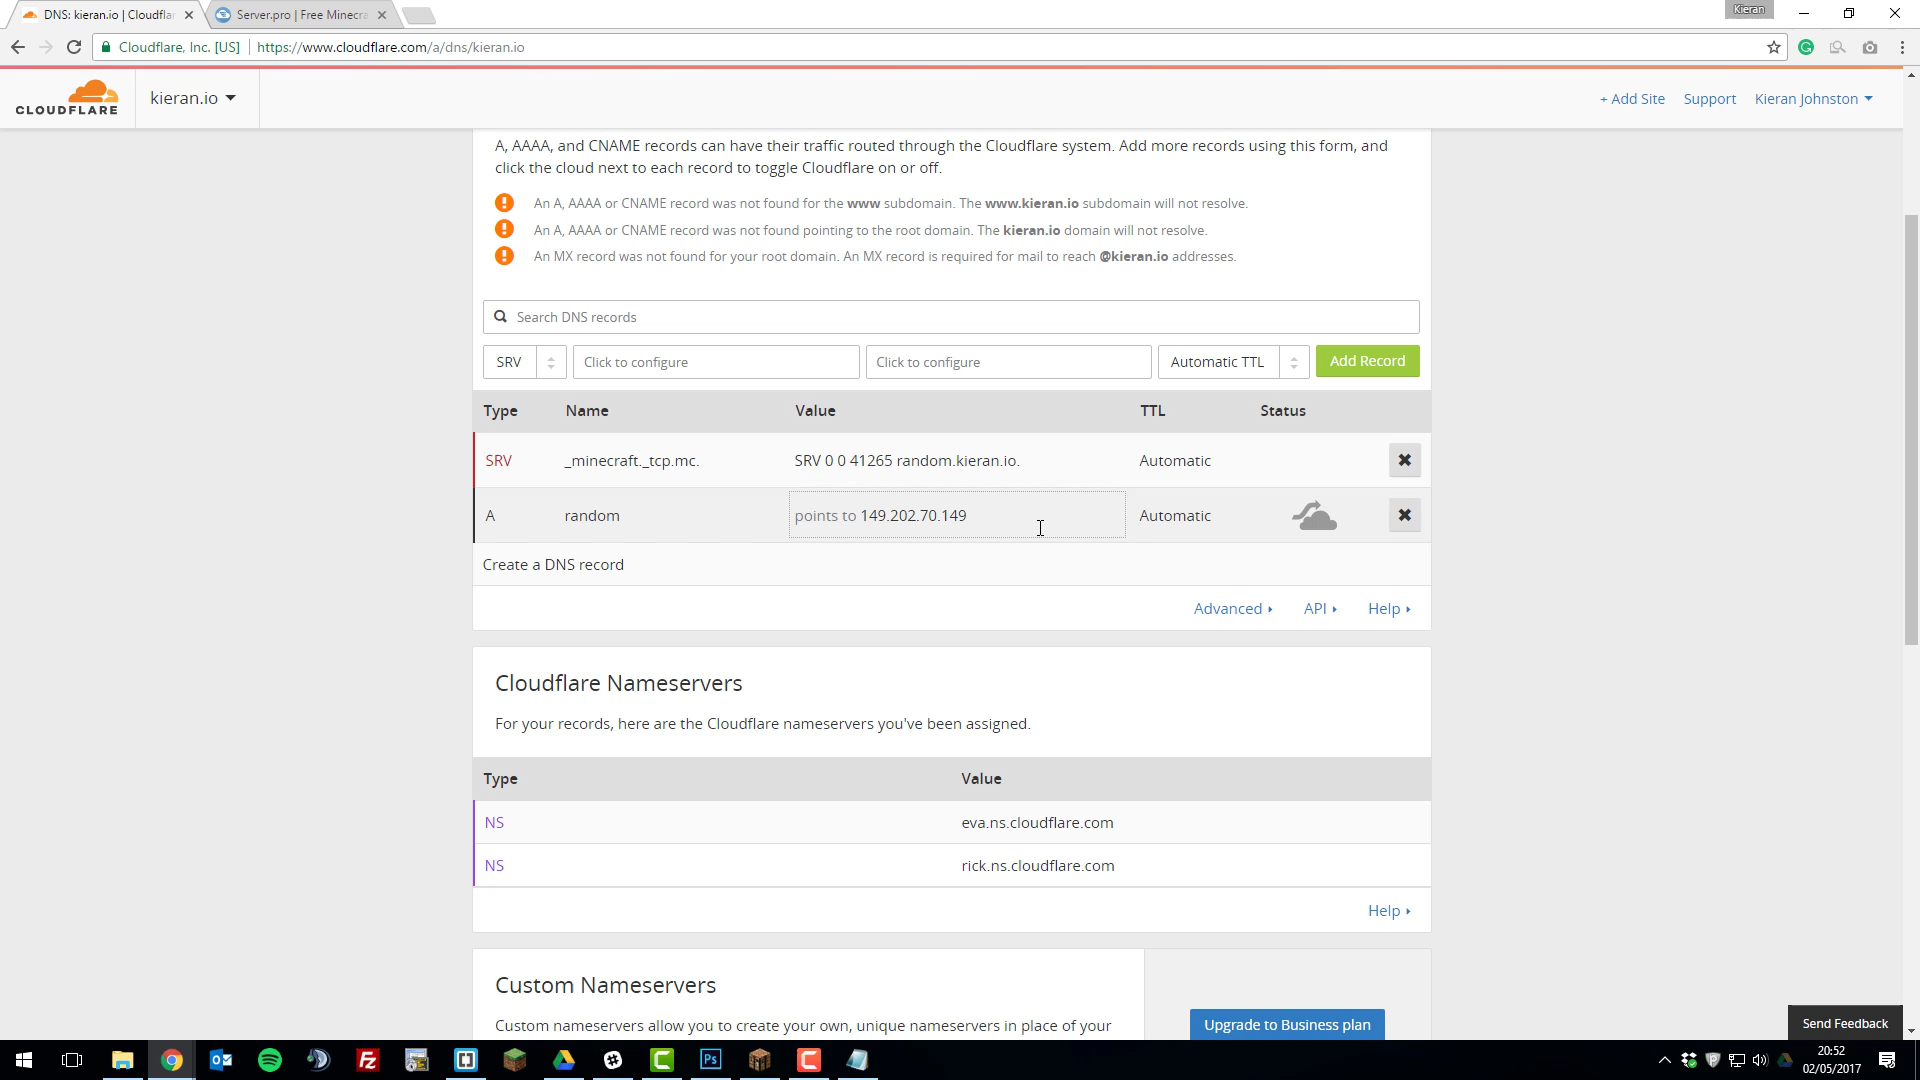 DNS: kieran.io | Cloudflar
Server.pro | Free Minecra
Kieran
Cloudflare, Inc. [US]
https://www.cloudflare.com/a/dns/kieran.io
CLOUDFLARE
kieran.io
+ Add Site
Support
Kieran Johnston
A, AAAA, and CNAME records can have their traffic routed through the Cloudflare system. Add more records using this form, and
click the cloud next to each record to toggle Cloudflare on or off.
An A, AAAA or CNAME record was not found for the www subdomain. The www.kieran.io subdomain will not resolve.
An A, AAAA or CNAME record was not found pointing to the root domain. The kieran.io domain will not resolve.
An MX record was not found for your root domain. An MX record is required for mail to reach @kieran.io addresses.
Search DNS records
SRV Click to configure Click to configure Automatic TTL Add Record
Type Name Value TTL Status
SRV _minecraft._tcp.mc. SRV 0 0 41265 random.kieran.io. Automatic
A random points to 149.202.70.149 Automatic
Create a DNS record
Advanced API Help
Cloudflare Nameservers
For your records, here are the Cloudflare nameservers you've been assigned.
Type Value
NS eva.ns.cloudflare.com
NS rick.ns.cloudflare.com
Help
Custom Nameservers
Custom nameservers allow you to create your own, unique nameservers in place of your
Upgrade to Business plan
Send Feedback
Fz
Ps
20:52
02/05/2017